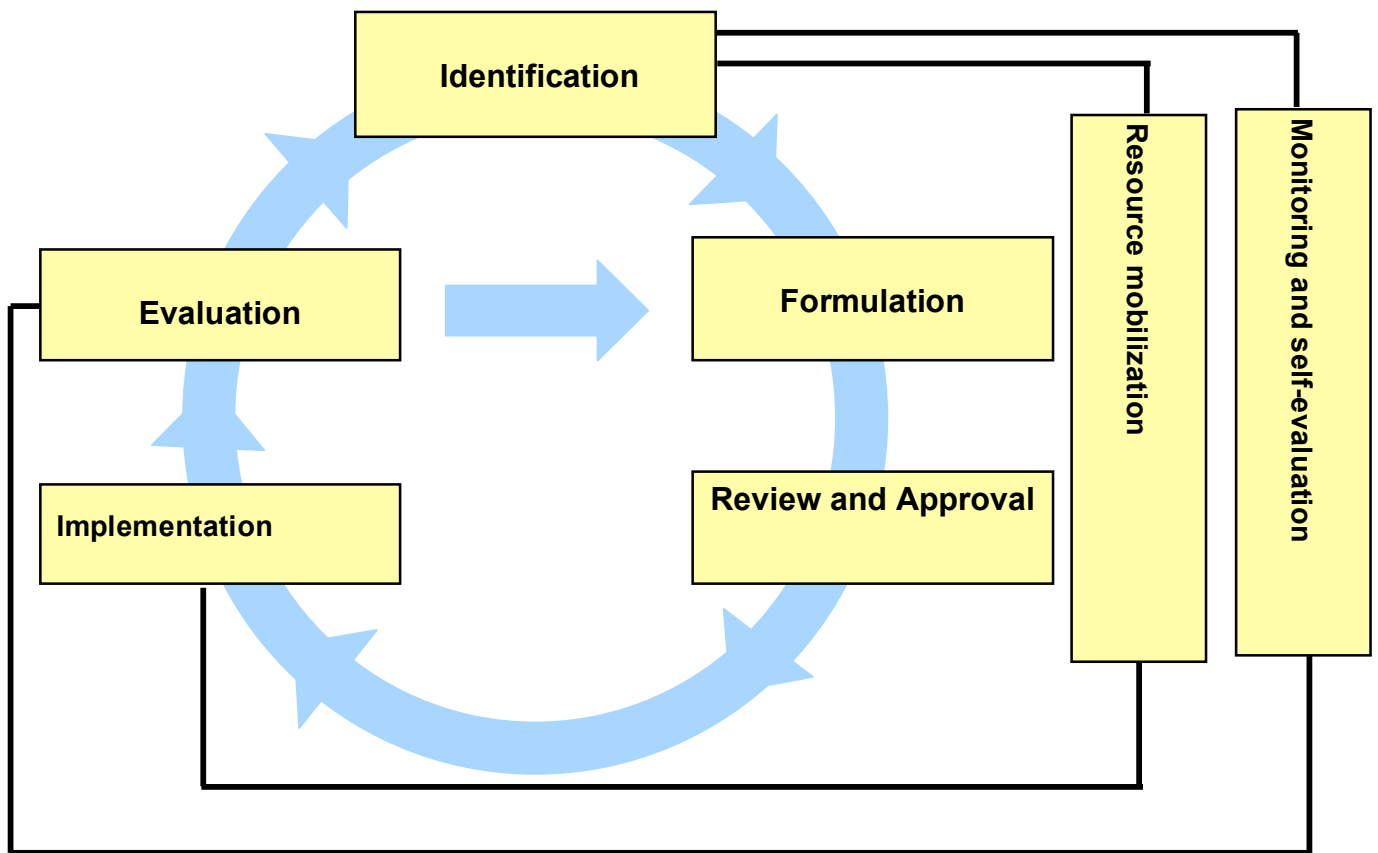 Identification
Resource mobilization
Monitoring and self-evaluation
Evaluation
Formulation
Implementation
Review and Approval